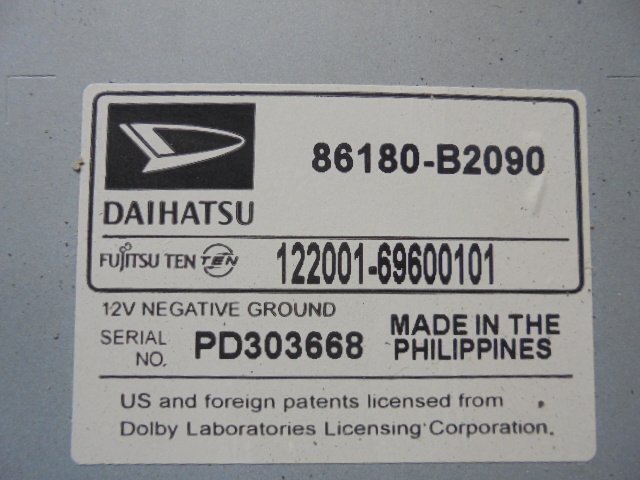 86180-B2090
DAIHATSU
FUJITSU TEN TEN 122001-69600101
12V NEGATIVE GROUND
SERIAL NO. PD303668
MADE IN THE
PHILIPPINES
US and foreign patents licensed from
Dolby Laboratories Licensing Corporation.